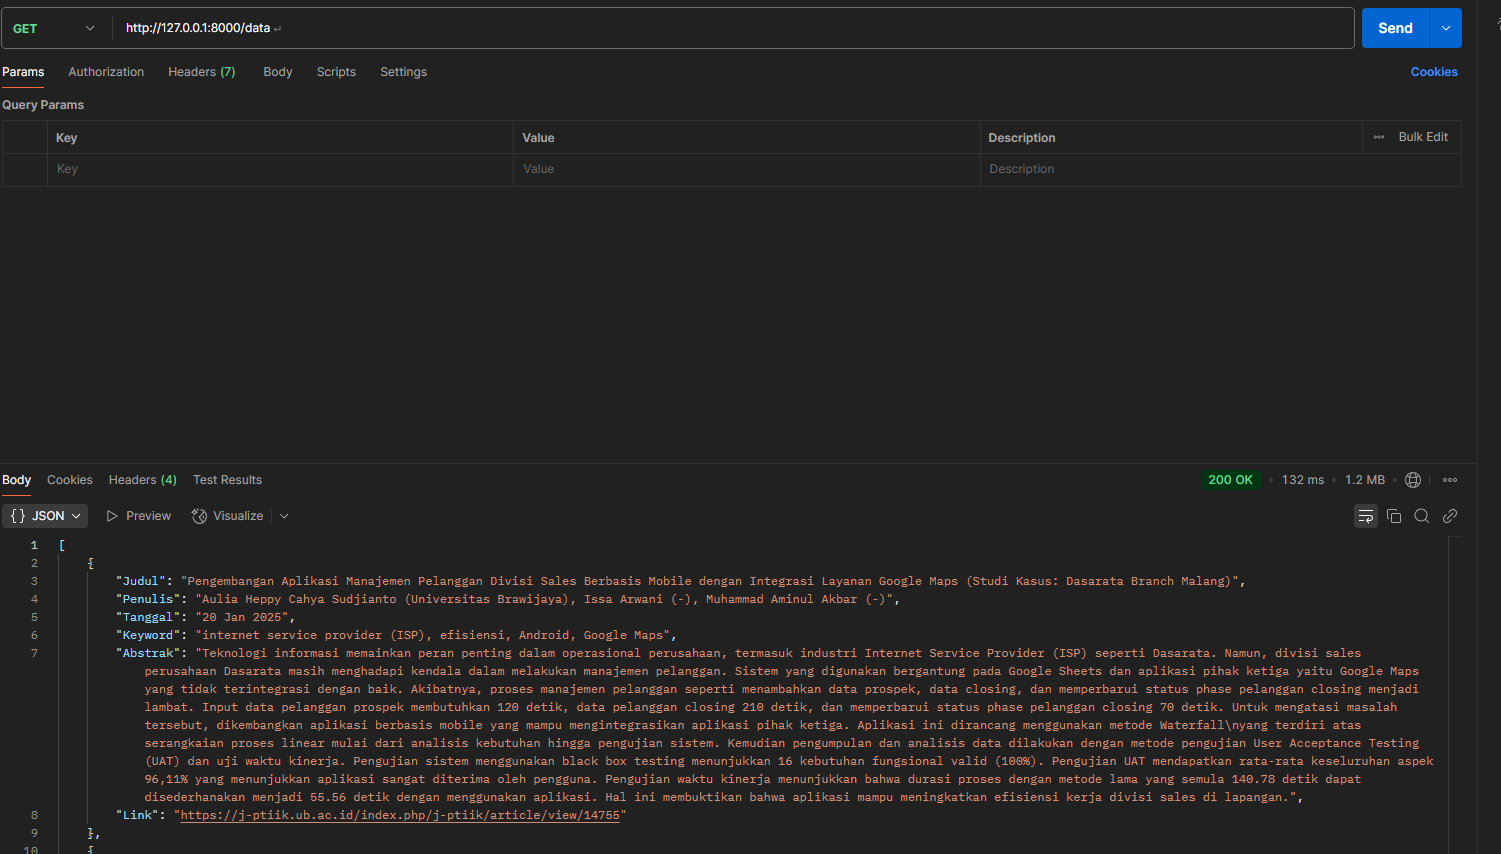 GET http://127.0.0.1:8000/data Send
Params Authorization Headers (7) Body Scripts Settings Cookies
Query Params
Key Value Description Bulk Edit
Key Value Description
Body Cookies Headers (4) Test Results 200 OK 132 ms 1.2 MB
{} JSON Preview Visualize
1 [
2 {
3 "Judul": "Pengembangan Aplikasi Manajemen Pelanggan Divisi Sales Berbasis Mobile dengan Integrasi Layanan Google Maps (Studi Kasus: Dasarata Branch Malang)",
4 "Penulis": "Aulia Heppy Cahya Sudjianto (Universitas Brawijaya), Issa Arwani (-), Muhammad Aminul Akbar (-)",
5 "Tanggal": "20 Jan 2025",
6 "Keyword": "internet service provider (ISP), efisiensi, Android, Google Maps",
7 "Abstrak": "Teknologi informasi memainkan peran penting dalam operasional perusahaan, termasuk industri Internet Service Provider (ISP) seperti Dasarata. Namun, divisi sales
perusahaan Dasarata masih menghadapi kendala dalam melakukan manajemen pelanggan. Sistem yang digunakan bergantung pada Google Sheets dan aplikasi pihak ketiga yaitu Google Maps
yang tidak terintegrasi dengan baik. Akibatnya, proses manajemen pelanggan seperti menambahkan data prospek, data closing, dan memperbarui status phase pelanggan closing menjadi
lambat. Input data pelanggan prospek membutuhkan 120 detik, data pelanggan closing 210 detik, dan memperbarui status phase pelanggan closing 70 detik. Untuk mengatasi masalah
tersebut, dikembangkan aplikasi berbasis mobile yang mampu mengintegrasikan aplikasi pihak ketiga. Aplikasi ini dirancang menggunakan metode Waterfall\nyang terdiri atas
serangkaian proses linear mulai dari analisis kebutuhan hingga pengujian sistem. Kemudian pengumpulan dan analisis data dilakukan dengan metode pengujian User Acceptance Testing
(UAT) dan uji waktu kinerja. Pengujian sistem menggunakan black box testing menunjukkan 16 kebutuhan fungsional valid (100%). Pengujian UAT mendapatkan rata-rata keseluruhan aspek
96,11% yang menunjukkan aplikasi sangat diterima oleh pengguna. Pengujian waktu kinerja menunjukkan bahwa durasi proses dengan metode lama yang semula 140.78 detik dapat
disederhanakan menjadi 55.56 detik dengan menggunakan aplikasi. Hal ini membuktikan bahwa aplikasi mampu meningkatkan efisiensi kerja divisi sales di lapangan.",
8 "Link": "https://j-ptiik.ub.ac.id/index.php/j-ptiik/article/view/14755"
9 },
10 {